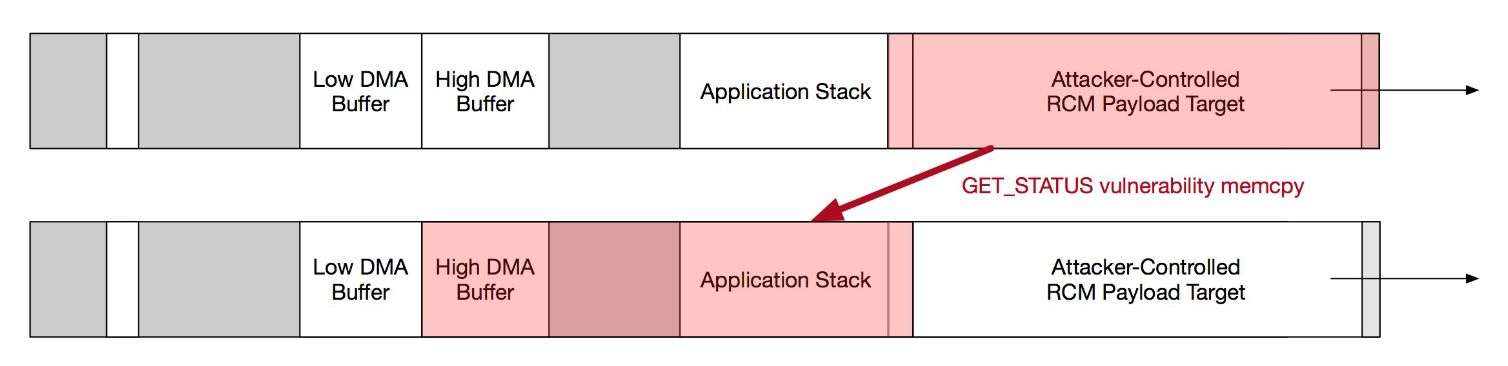 Low DMA
Buffer
High DMA
Buffer
Application Stack
Attacker-Controlled
RCM Payload Target
GET_STATUS vulnerability memcpy
Low DMA
Buffer
High DMA
Buffer
Application Stack
Attacker-Controlled
RCM Payload Target